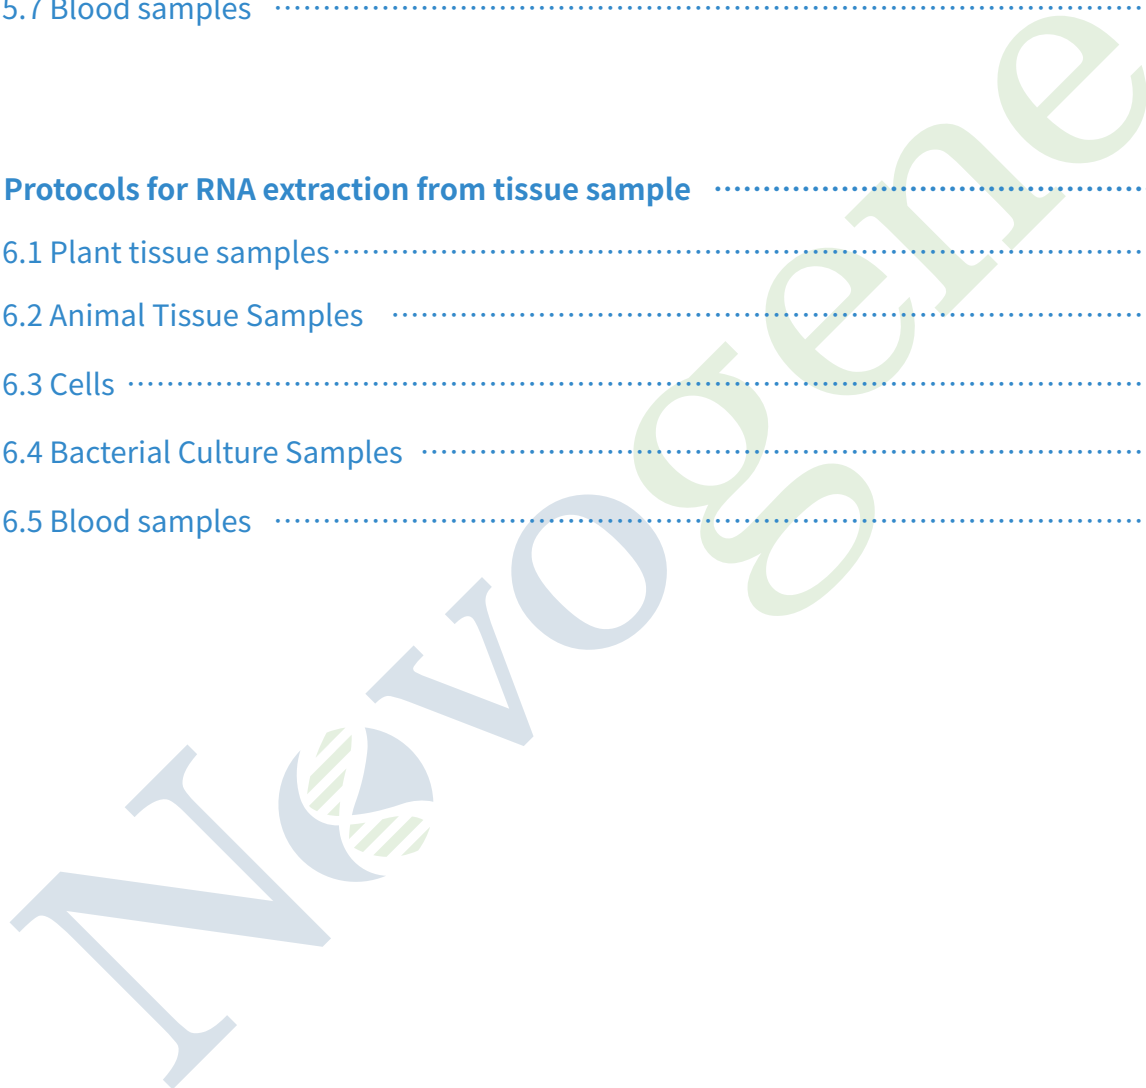 5.7 Blood samples
Protocols for RNA extraction from tissue sample
6.1 Plant tissue samples
6.2 Animal Tissue Samples
6.3 Cells
6.4 Bacterial Culture Samples
6.5 Blood samples
Novogene